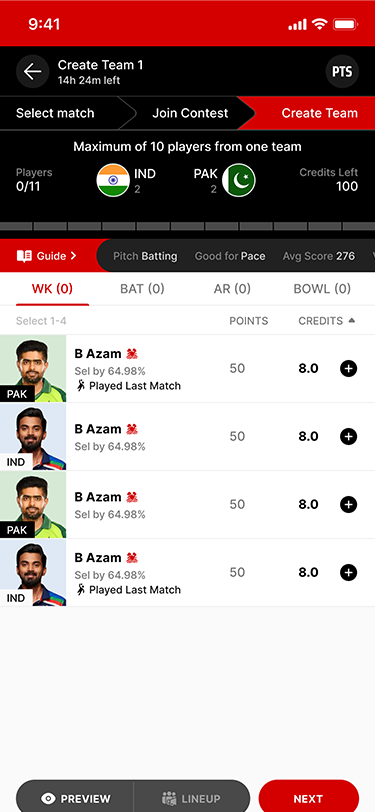 9:41
Create Team 1
14h 24m left
PTS
Select match
Join Contest
Create Team
Maximum of 10 players from one team
Players
0/11
IND
2
PAK
2
Credits Left
100
Guide
Pitch Batting
Good for Pace
Avg Score 276
WK (0)
BAT (0)
AR (0)
BOWL (0)
Select 1-4
POINTS
CREDITS
PAK
B Azam
Sel by 64.98%
Played Last Match
50
8.0
IND
B Azam
Sel by 64.98%
50
8.0
PAK
B Azam
Sel by 64.98%
50
8.0
IND
B Azam
Sel by 64.98%
Played Last Match
50
8.0
PREVIEW
LINEUP
NEXT